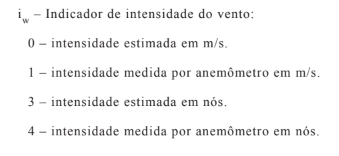 i_w – Indicador de intensidade do vento:
0 – intensidade estimada em m/s.
1 – intensidade medida por anemômetro em m/s.
3 – intensidade estimada em nós.
4 – intensidade medida por anemômetro em nós.